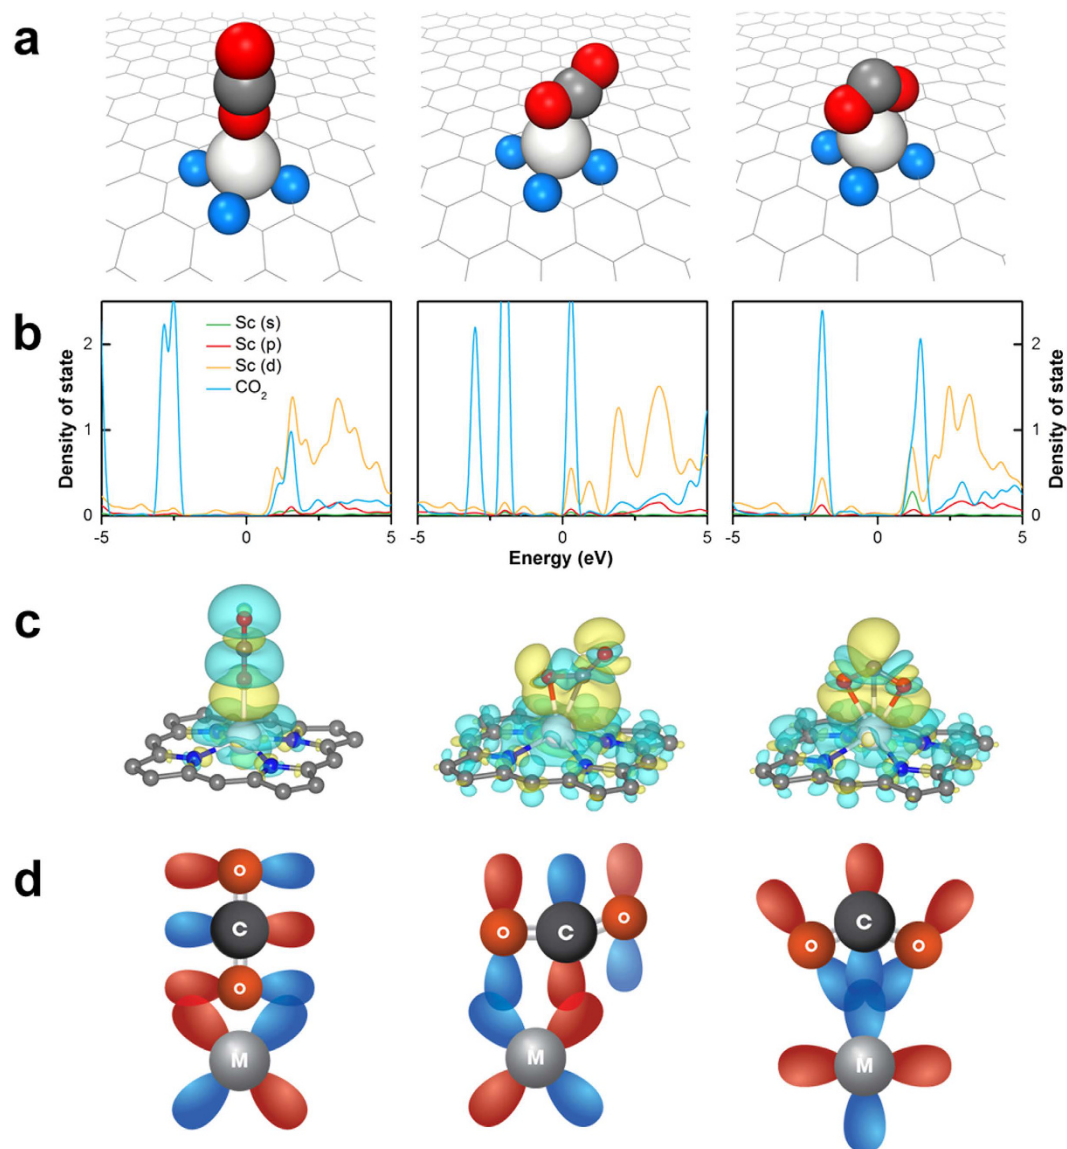 a
b
Density of state
2
1
0
Sc (s)
Sc (p)
Sc (d)
CO₂
2
1
0
Density of state
-5 0 5
-5 0 5
-5 0 5
Energy (eV)
c
d
O
C
O
M
O C O
M
C
O O
M